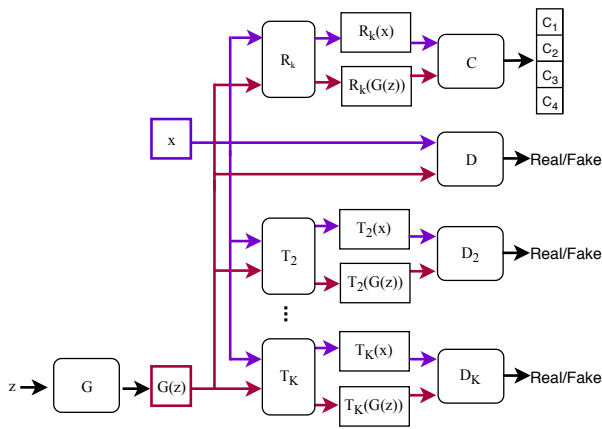 R_k(x)
R_k
C
R_k(G(z))
C_1
C_2
C_3
C_4
x
D
Real/Fake
T_2(x)
T_2
D_2
Real/Fake
T_2(G(z))
...
T_K(x)
T_K
D_K
Real/Fake
T_K(G(z))
z
G
G(z)